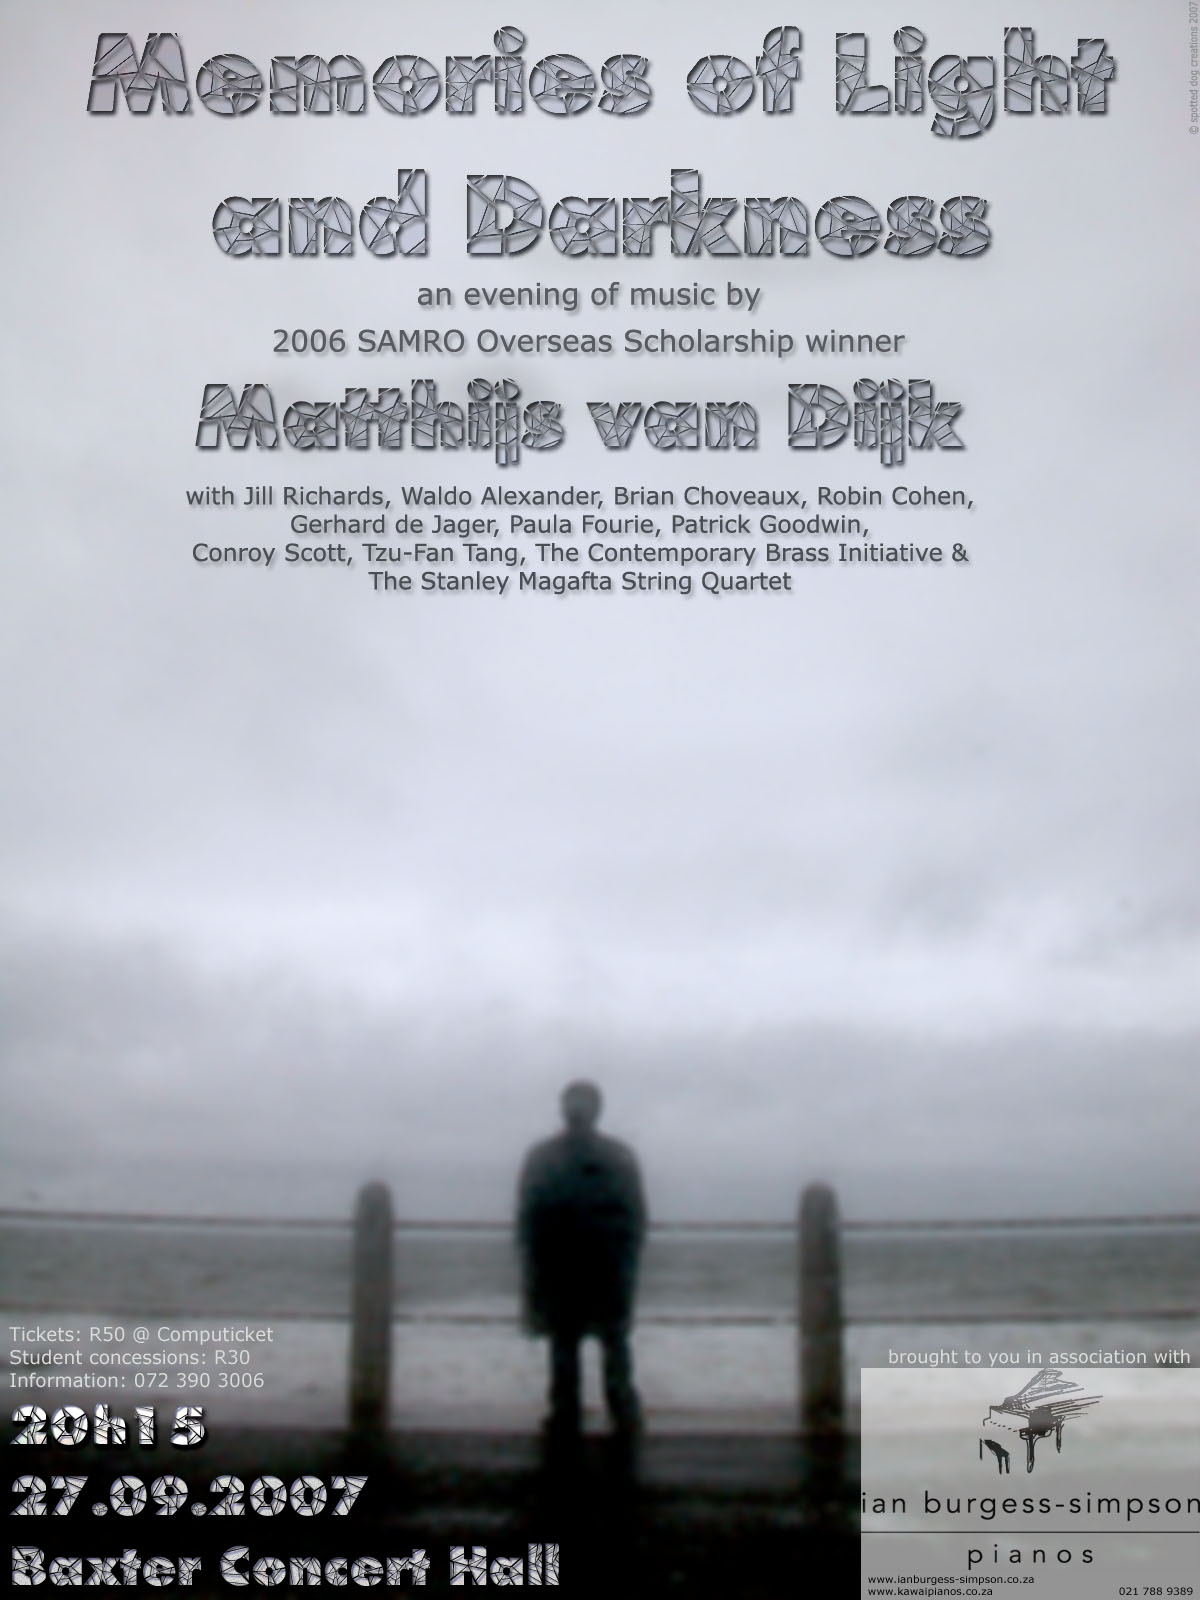 © spotted dog creations 2007
Memories of Light
and Darkness
an evening of music by
2006 SAMRO Overseas Scholarship winner
Matthijs van Dijk
with Jill Richards, Waldo Alexander, Brian Choveaux, Robin Cohen,
Gerhard de Jager, Paula Fourie, Patrick Goodwin,
Conroy Scott, Tzu-Fan Tang, The Contemporary Brass Initiative &
The Stanley Magafta String Quartet
Tickets: R50 @ Computicket
Student concessions: R30
Information: 072 390 3006
20h15
27.09.2007
Baxter Concert Hall
brought to you in association with
ian burgess-simpson
pianos
www.ianburgess-simpson.co.za
www.kawaipianos.co.za 021 788 9389